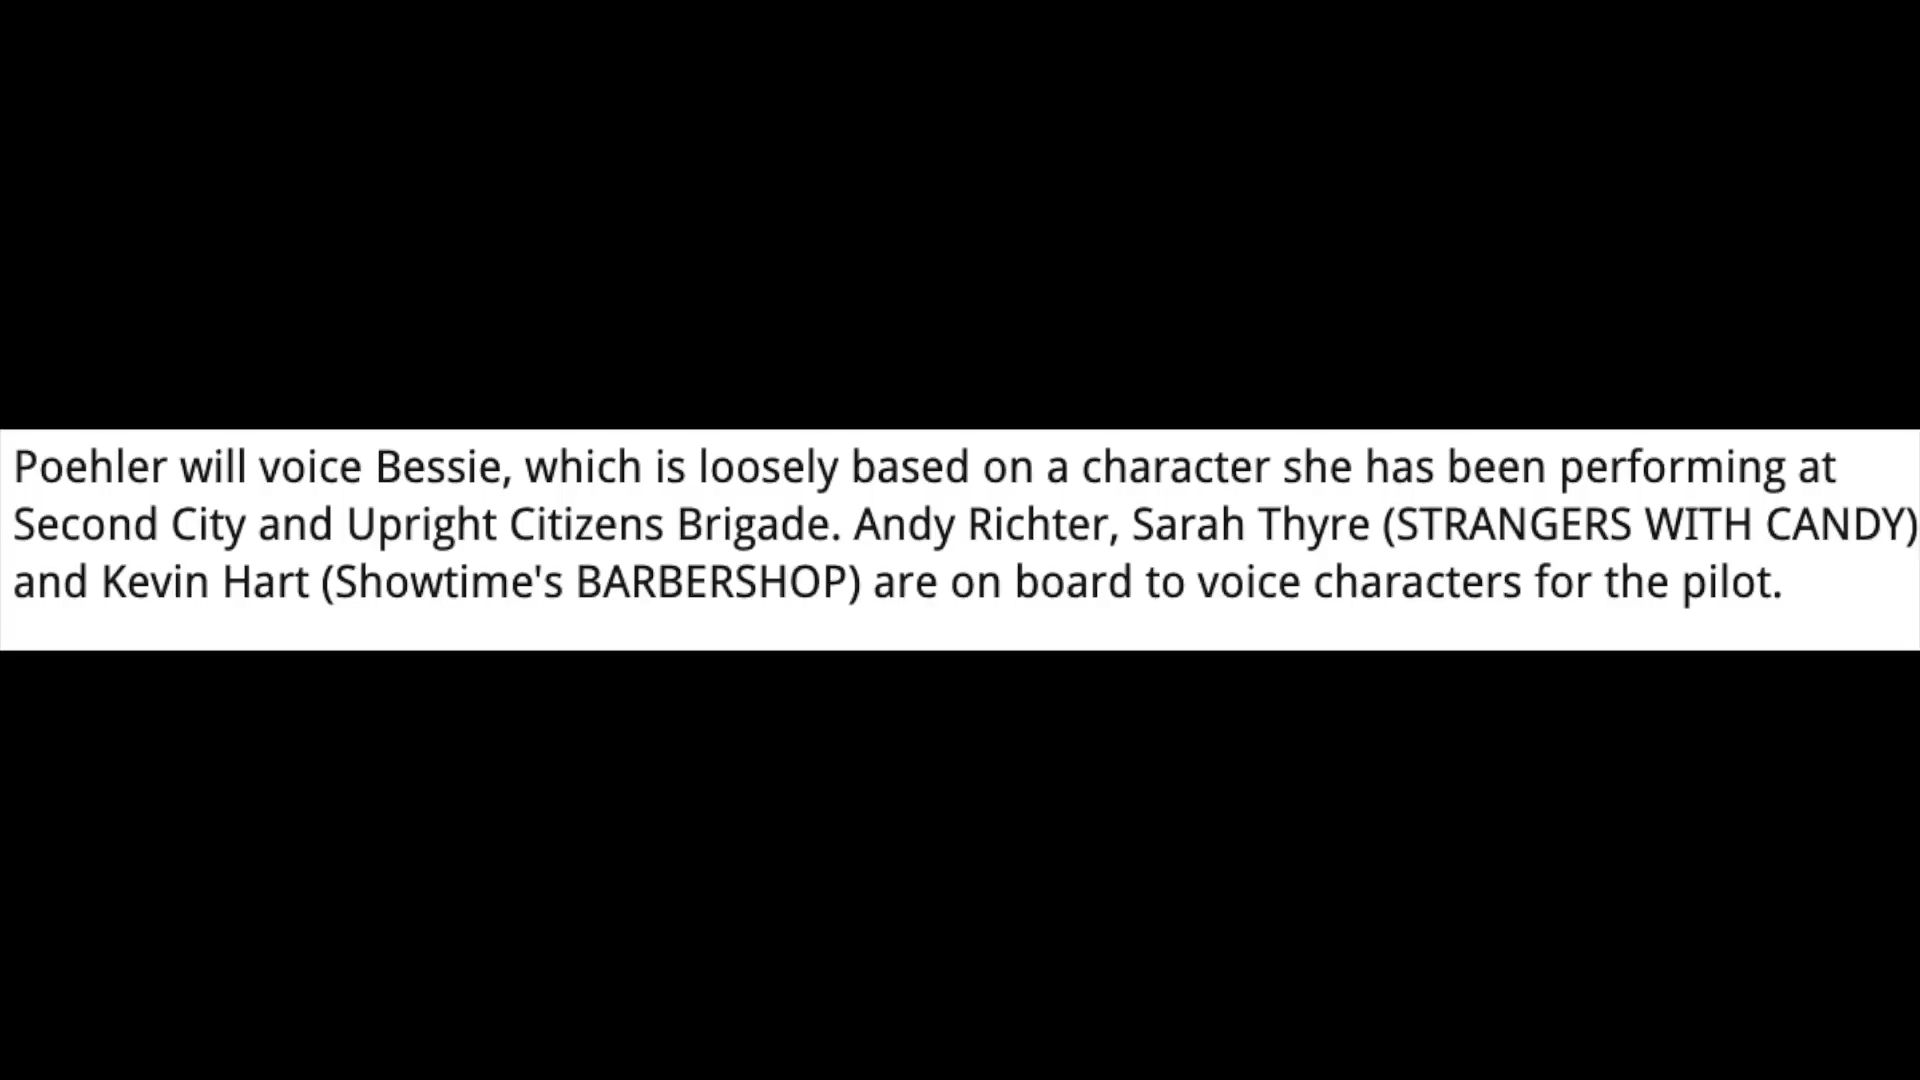 Poehler will voice Bessie, which is loosely based on a character she has been performing at
Second City and Upright Citizens Brigade. Andy Richter, Sarah Thyre (STRANGERS WITH CANDY)
and Kevin Hart (Showtime's BARBERSHOP) are on board to voice characters for the pilot.